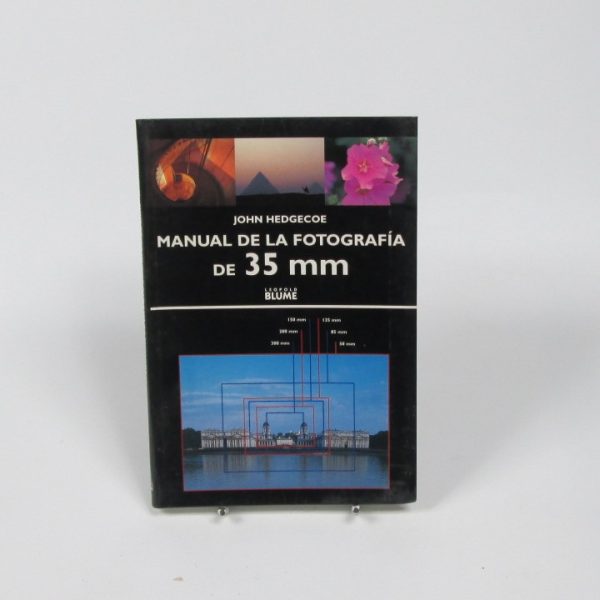 JOHN HEDGECOE
MANUAL DE LA FOTOGRAFÍA
DE 35 mm
LEOPOLD
BLUME
150 mm 135 mm
200 mm 85 mm
300 mm 50 mm